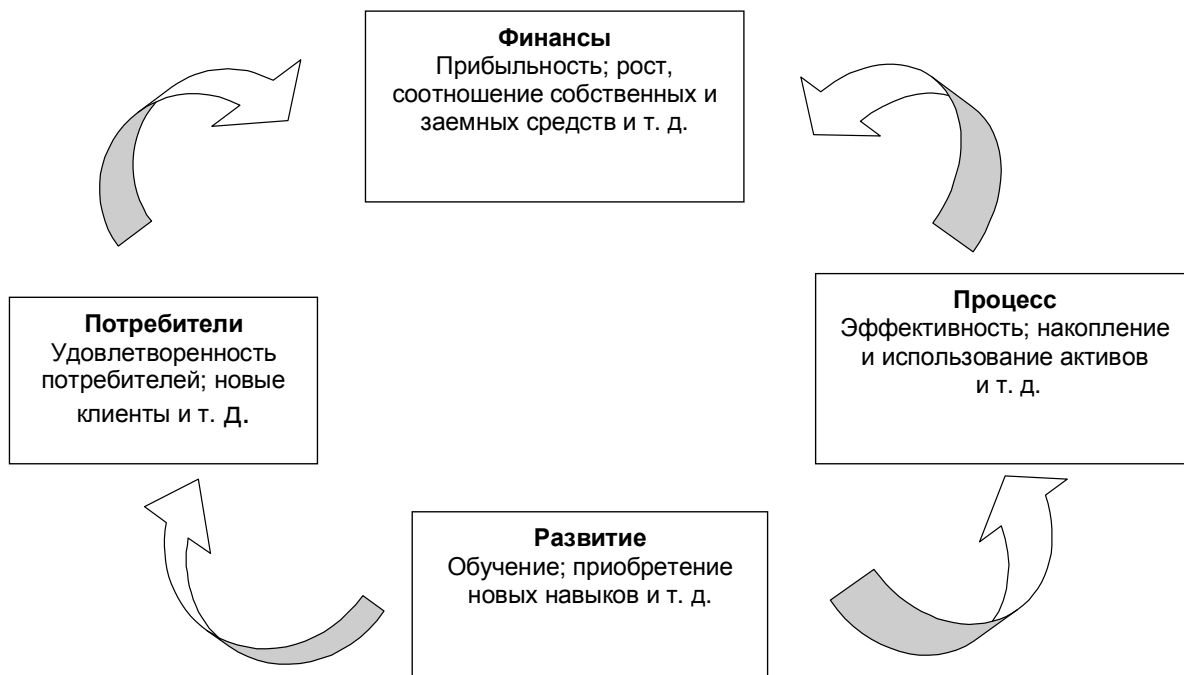 Финансы
Прибыльность; рост,
соотношение собственных и
заемных средств и т. д.
Потребители
Удовлетворенность
потребителей; новые
клиенты и т. д.
Процесс
Эффективность; накопление
и использование активов
и т. д.
Развитие
Обучение; приобретение
новых навыков и т. д.